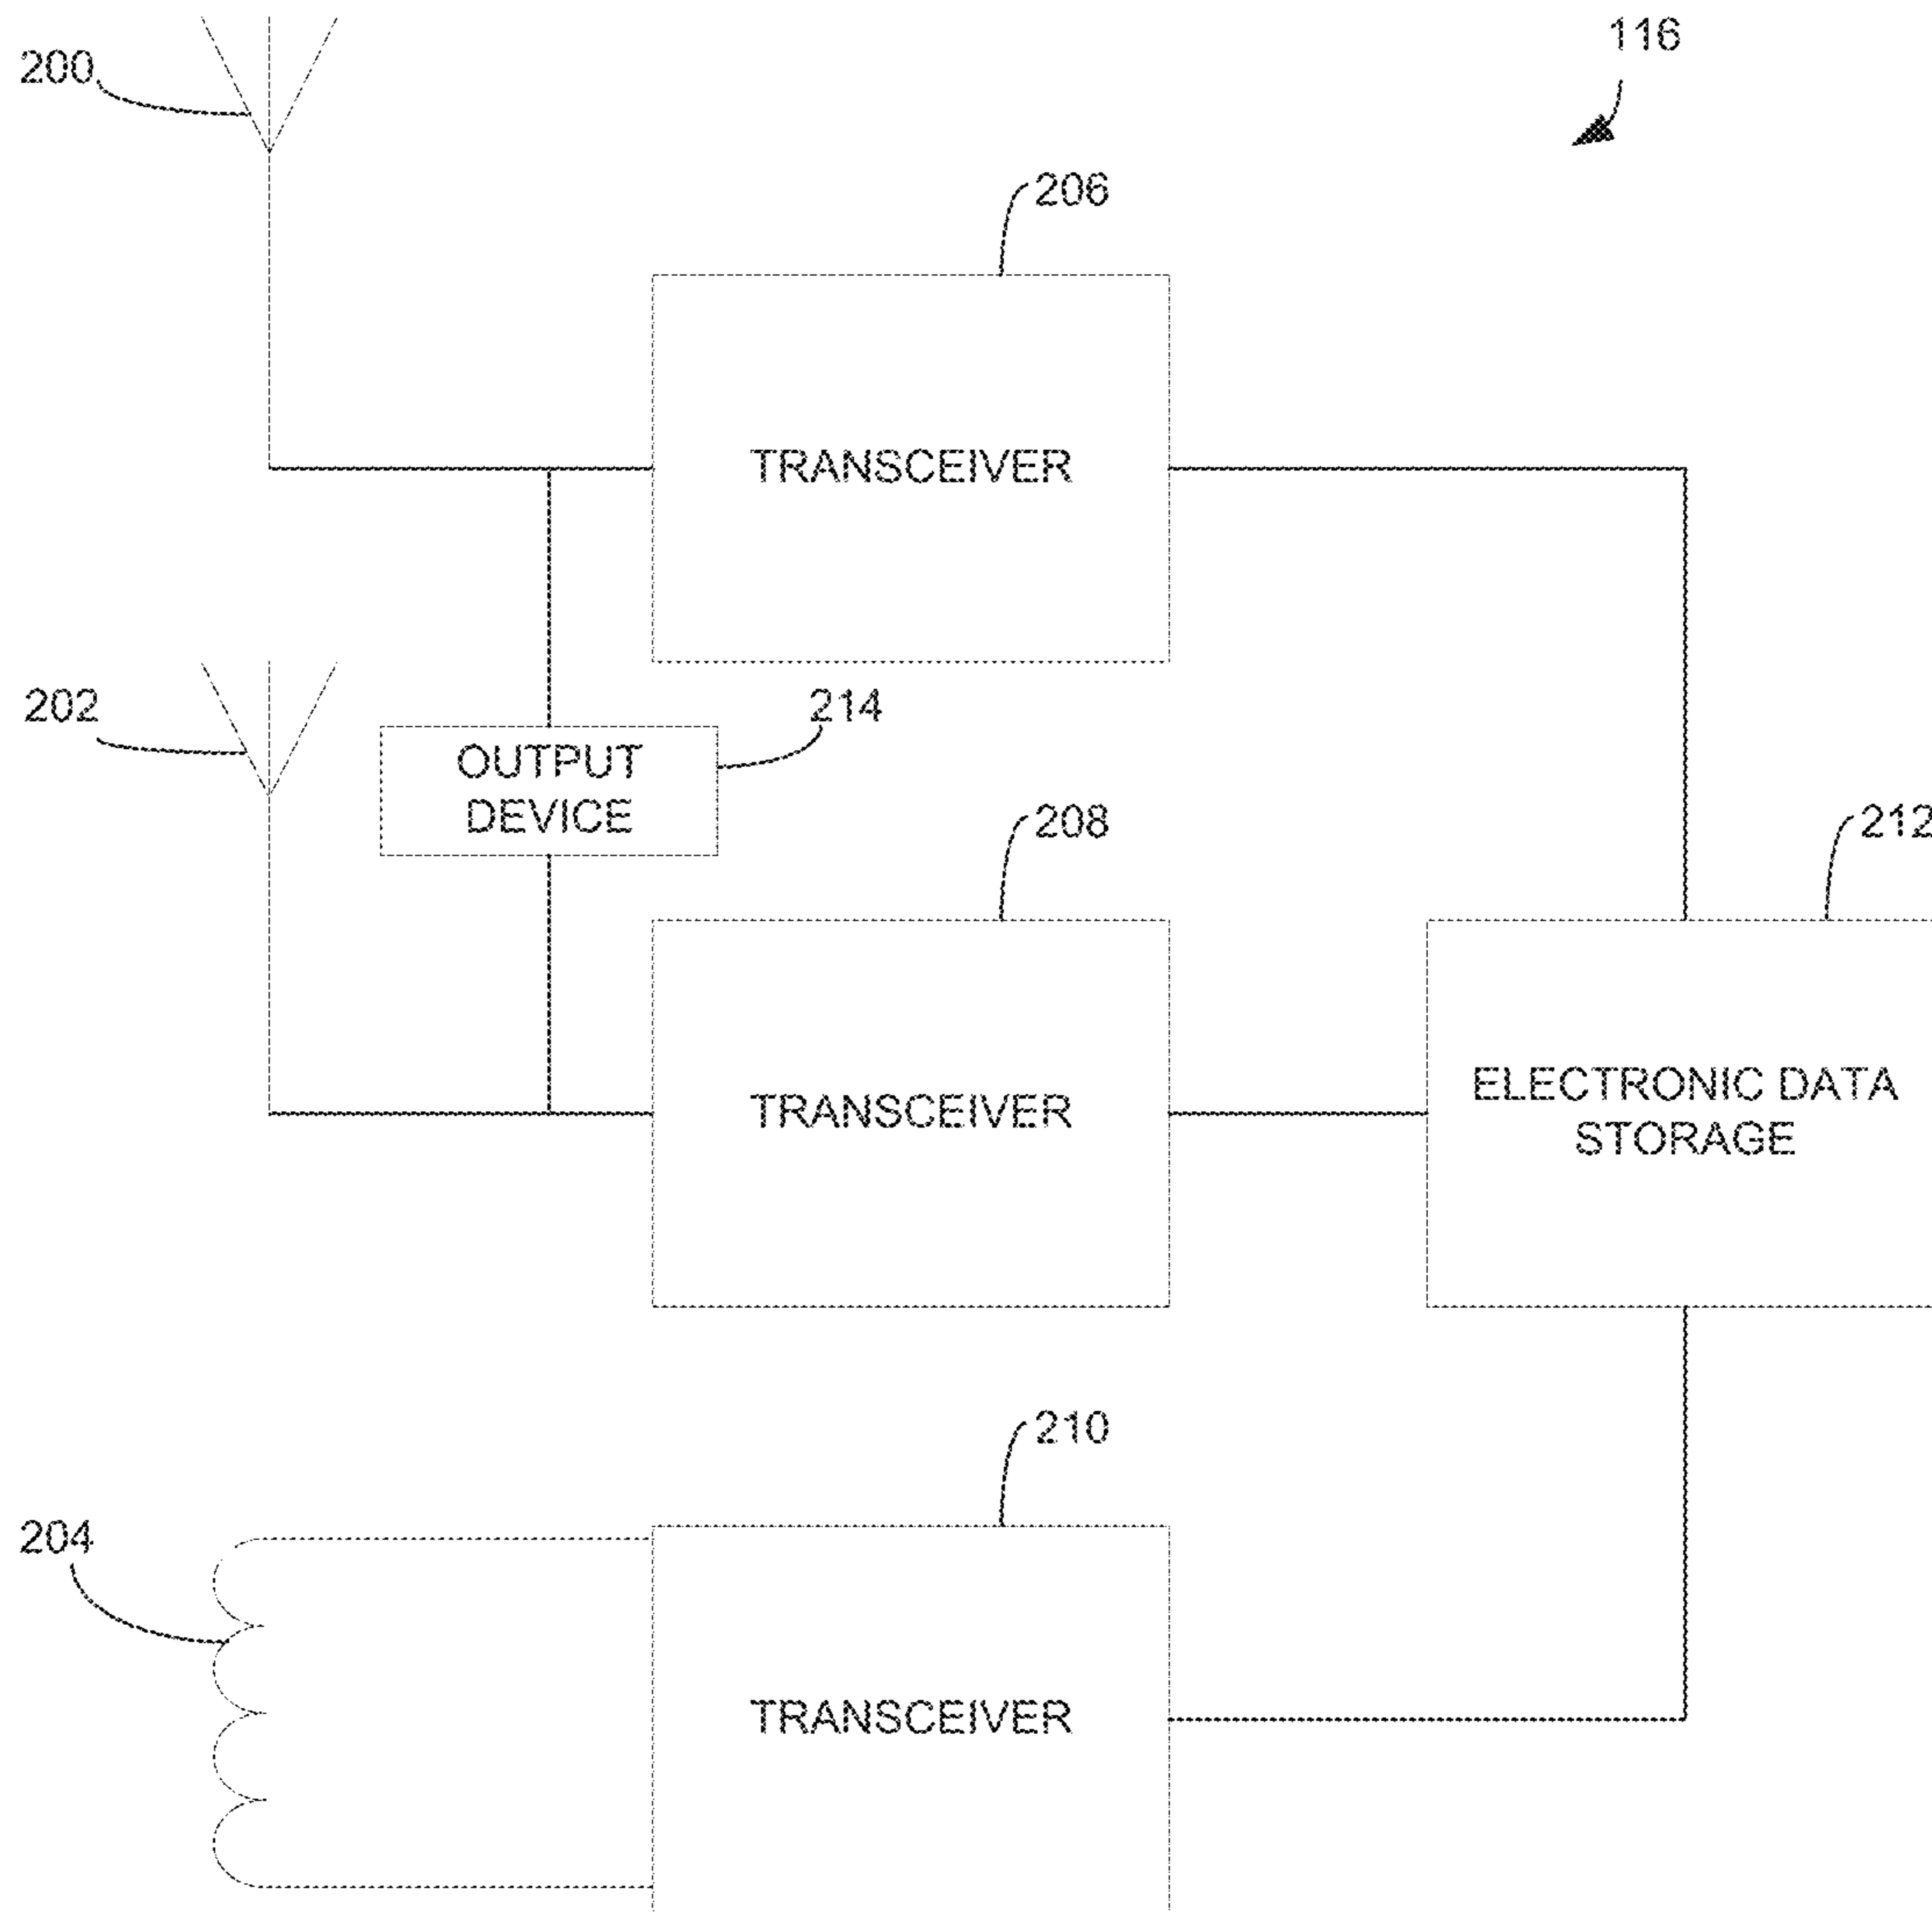 116
200
206
TRANSCEIVER
202
214
OUTPUT
DEVICE
208
212
TRANSCEIVER
ELECTRONIC DATA
STORAGE
210
204
TRANSCEIVER